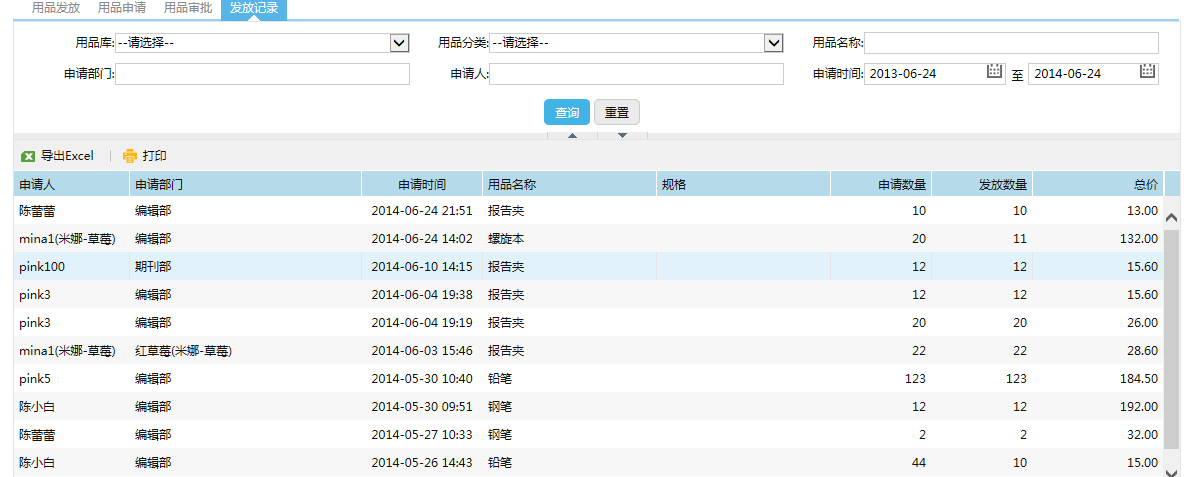 用品发放 用品申请 用品审批 发放记录
用品库: --请选择-- 用品分类: --请选择-- 用品名称:
申请部门: 申请人: 申请时间: 2013-06-24 至 2014-06-24
查询 重置
导出Excel 打印
申请人 申请部门 申请时间 用品名称 规格 申请数量 发放数量 总价
陈蕾蕾 编辑部 2014-06-24 21:51 报告夹 10 10 13.00
mina1(米娜-草莓) 编辑部 2014-06-24 14:02 螺旋本 20 11 132.00
pink100 期刊部 2014-06-10 14:15 报告夹 12 12 15.60
pink3 编辑部 2014-06-04 19:38 报告夹 12 12 15.60
pink3 编辑部 2014-06-04 19:19 报告夹 20 20 26.00
mina1(米娜-草莓) 红草莓(米娜-草莓) 2014-06-03 15:46 报告夹 22 22 28.60
pink5 编辑部 2014-05-30 10:40 铅笔 123 123 184.50
陈小白 编辑部 2014-05-30 09:51 钢笔 12 12 192.00
陈蕾蕾 编辑部 2014-05-27 10:33 钢笔 2 2 32.00
陈小白 编辑部 2014-05-26 14:43 铅笔 44 10 15.00